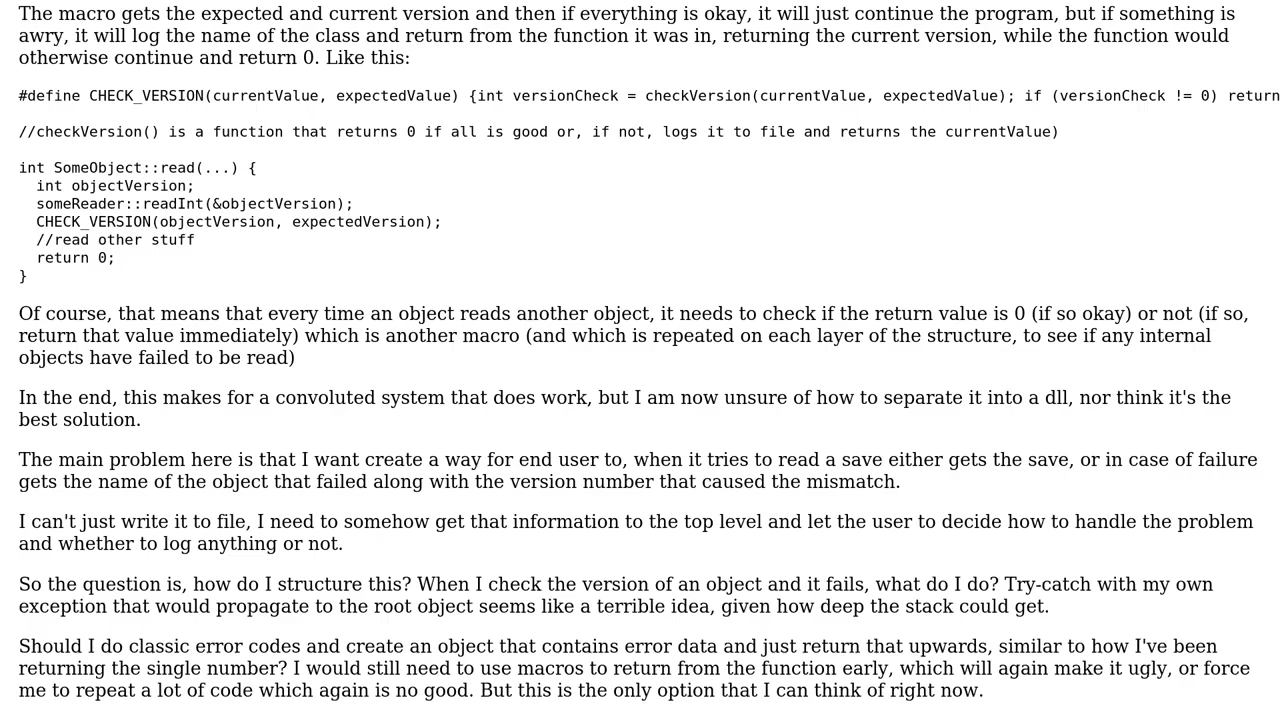 The macro gets the expected and current version and then if everything is okay, it will just continue the program, but if something is
awry, it will log the name of the class and return from the function it was in, returning the current version, while the function would
otherwise continue and return 0. Like this:
#define CHECK_VERSION(currentValue, expectedValue) {int versionCheck = checkVersion(currentValue, expectedValue); if (versionCheck != 0) return
//checkVersion() is a function that returns 0 if all is good or, if not, logs it to file and returns the currentValue)
int SomeObject::read(...) {
  int objectVersion;
  someReader::readInt(&objectVersion);
  CHECK_VERSION(objectVersion, expectedVersion);
  //read other stuff
  return 0;
}
Of course, that means that every time an object reads another object, it needs to check if the return value is 0 (if so okay) or not (if so,
return that value immediately) which is another macro (and which is repeated on each layer of the structure, to see if any internal
objects have failed to be read)
In the end, this makes for a convoluted system that does work, but I am now unsure of how to separate it into a dll, nor think it's the
best solution.
The main problem here is that I want create a way for end user to, when it tries to read a save either gets the save, or in case of failure
gets the name of the object that failed along with the version number that caused the mismatch.
I can't just write it to file, I need to somehow get that information to the top level and let the user to decide how to handle the problem
and whether to log anything or not.
So the question is, how do I structure this? When I check the version of an object and it fails, what do I do? Try-catch with my own
exception that would propagate to the root object seems like a terrible idea, given how deep the stack could get.
Should I do classic error codes and create an object that contains error data and just return that upwards, similar to how I've been
returning the single number? I would still need to use macros to return from the function early, which will again make it ugly, or force
me to repeat a lot of code which again is no good. But this is the only option that I can think of right now.